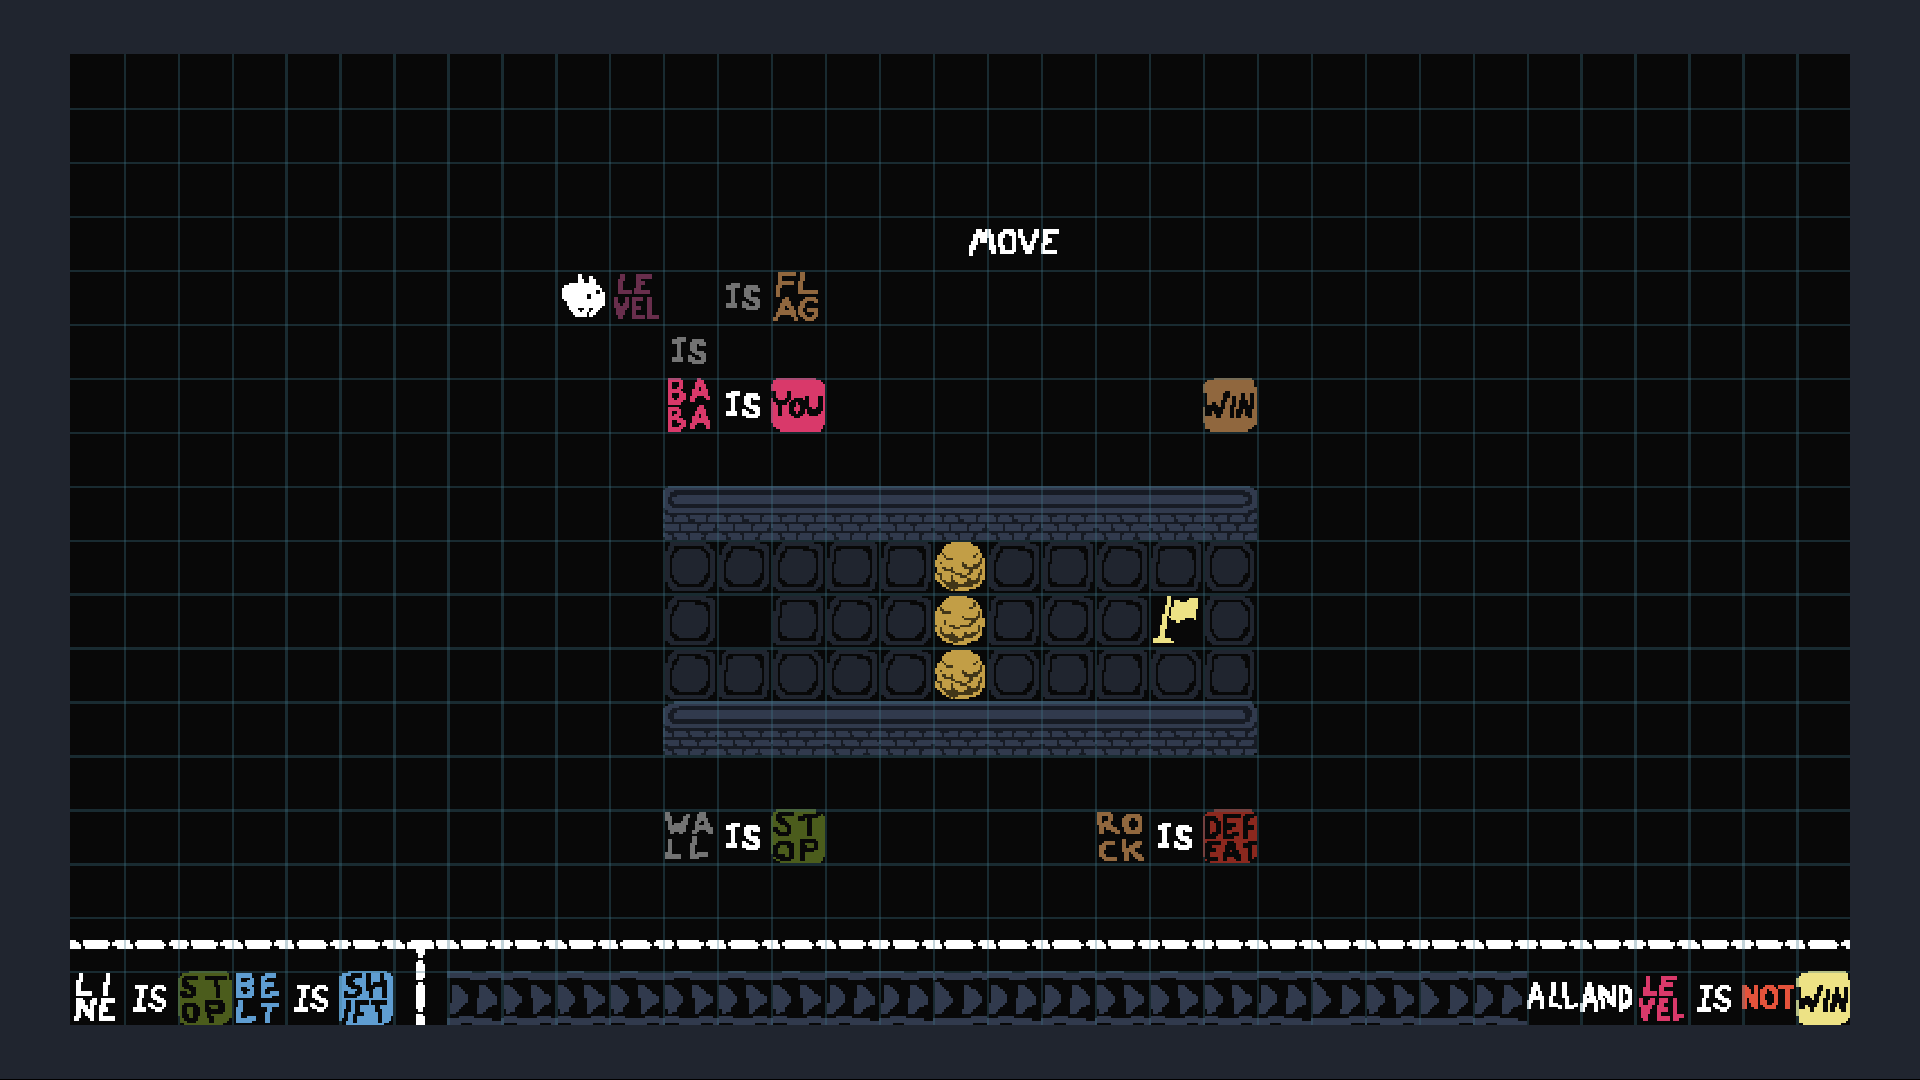 MOVE
LEVEL IS FLAG
IS
BABA IS YOU WIN
WALL IS STOP ROCK IS DEFEAT
LINE IS STOP BELT IS SHIFT ALL AND LEVEL IS NOT WIN